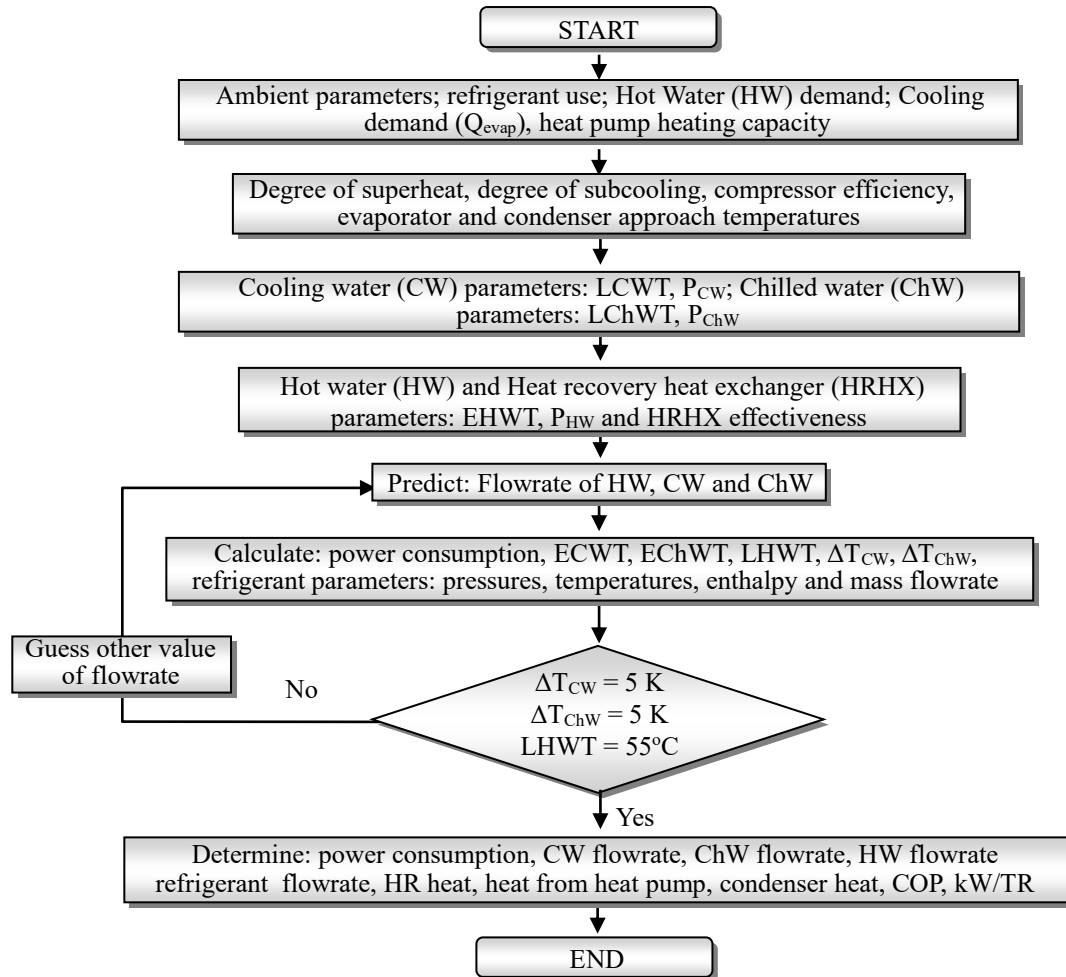 START
Ambient parameters; refrigerant use; Hot Water (HW) demand; Cooling
demand (Qevap), heat pump heating capacity
Degree of superheat, degree of subcooling, compressor efficiency,
evaporator and condenser approach temperatures
Cooling water (CW) parameters: LCWT, PCW; Chilled water (ChW)
parameters: LChWT, PChW
Hot water (HW) and Heat recovery heat exchanger (HRHX)
parameters: EHWT, PHW and HRHX effectiveness
Predict: Flowrate of HW, CW and ChW
Calculate: power consumption, ECWT, EChWT, LHWT, ΔTCW, ΔTChW,
refrigerant parameters: pressures, temperatures, enthalpy and mass flowrate
Guess other value
of flowrate
No
ΔTCW = 5 K
ΔTChW = 5 K
LHWT = 55ºC
Yes
Determine: power consumption, CW flowrate, ChW flowrate, HW flowrate
refrigerant flowrate, HR heat, heat from heat pump, condenser heat, COP, kW/TR
END